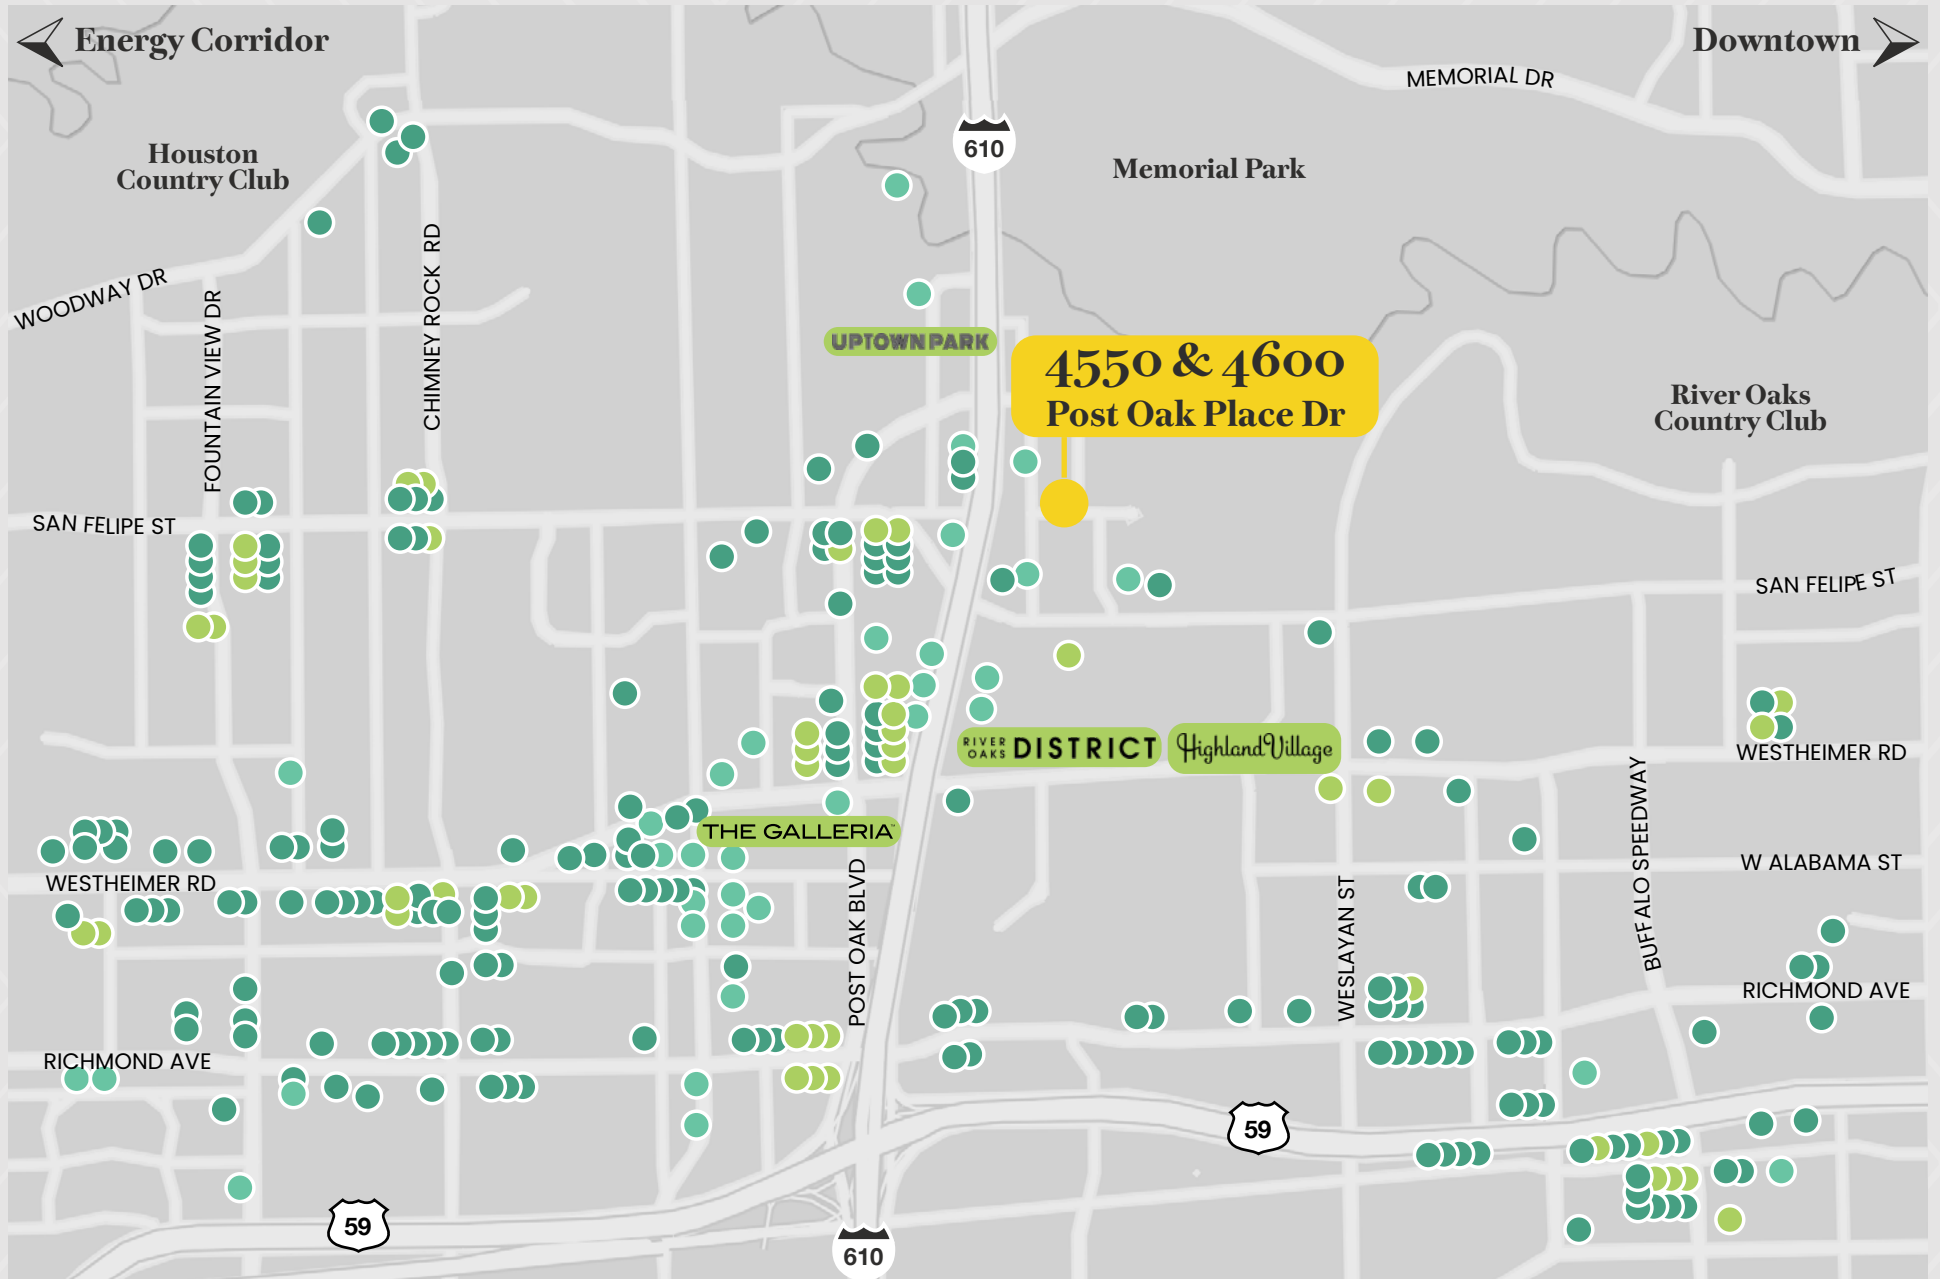 Energy Corridor
Downtown
MEMORIAL DR
610
Houston
Country Club
Memorial Park
WOODWAY DR
FOUNTAIN VIEW DR
CHIMNEY ROCK RD
UPTOWN PARK
4550 & 4600
Post Oak Place Dr
River Oaks
Country Club
SAN FELIPE ST
SAN FELIPE ST
RIVER
OAKS
DISTRICT
Highland Village
WESTHEIMER RD
THE GALLERIA
W ALABAMA ST
WESTHEIMER RD
POST OAK BLVD
WESLAYAN ST
BUFFALO SPEEDWAY
RICHMOND AVE
RICHMOND AVE
59
59
610